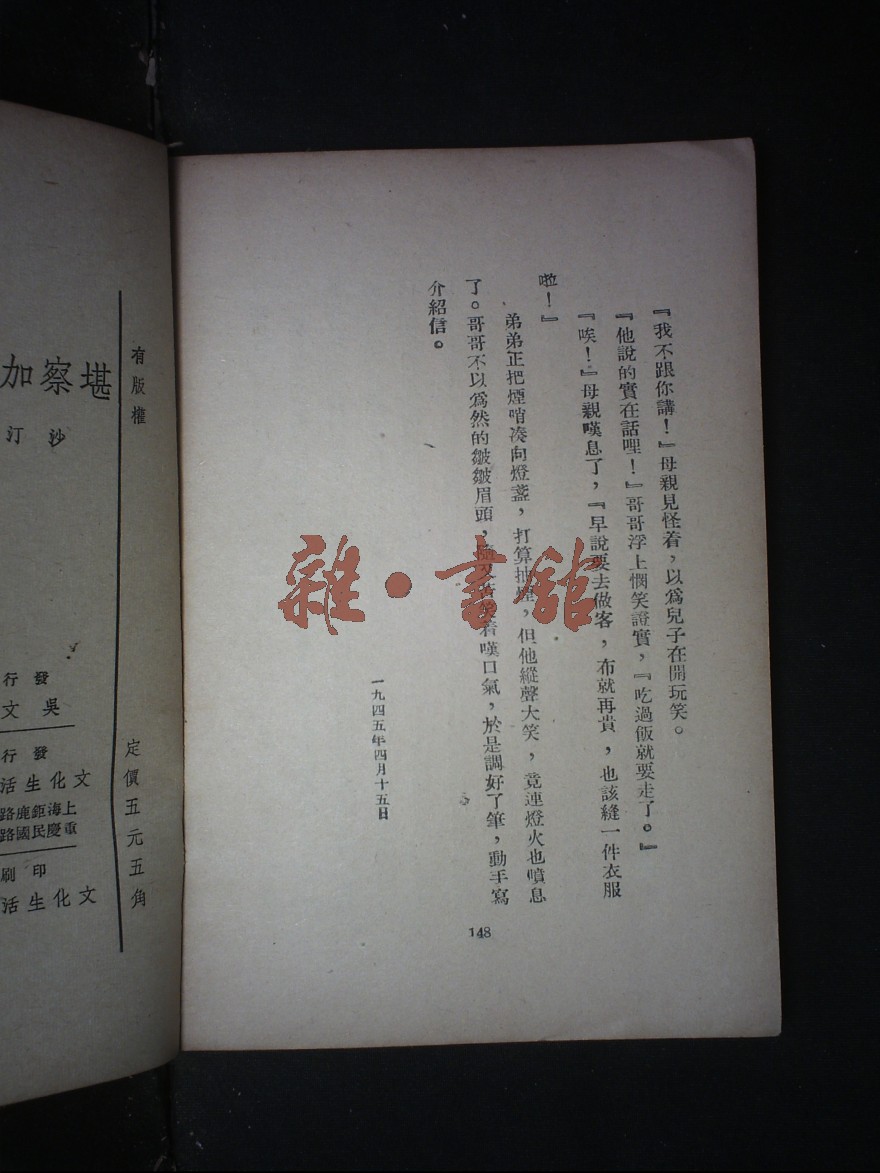 『我不跟你講！』母親見怪着，以爲兒子在開玩笑。
『他說的實在話哩！』哥哥浮上憫笑證實，『吃過飯就要走了。』
『唉！』母親嘆息了，『早說要去做客，布就再貴，也該縫一件衣服
啦！』
弟弟正把煙哨凑向燈盞，打算抽煙，但他縱聲大笑，竟連燈火也噴息
了。哥哥不以爲然的皺皺眉頭，着嘆口氣，於是調好了筆，動手寫
介紹信。
一九四五年四月十五日
148
雜·書館
有版權
定價五元五角
堪察加
沙汀
發行
吳文
發行
文化生活
上海鉅鹿路
重慶民國路
印刷
文化生活